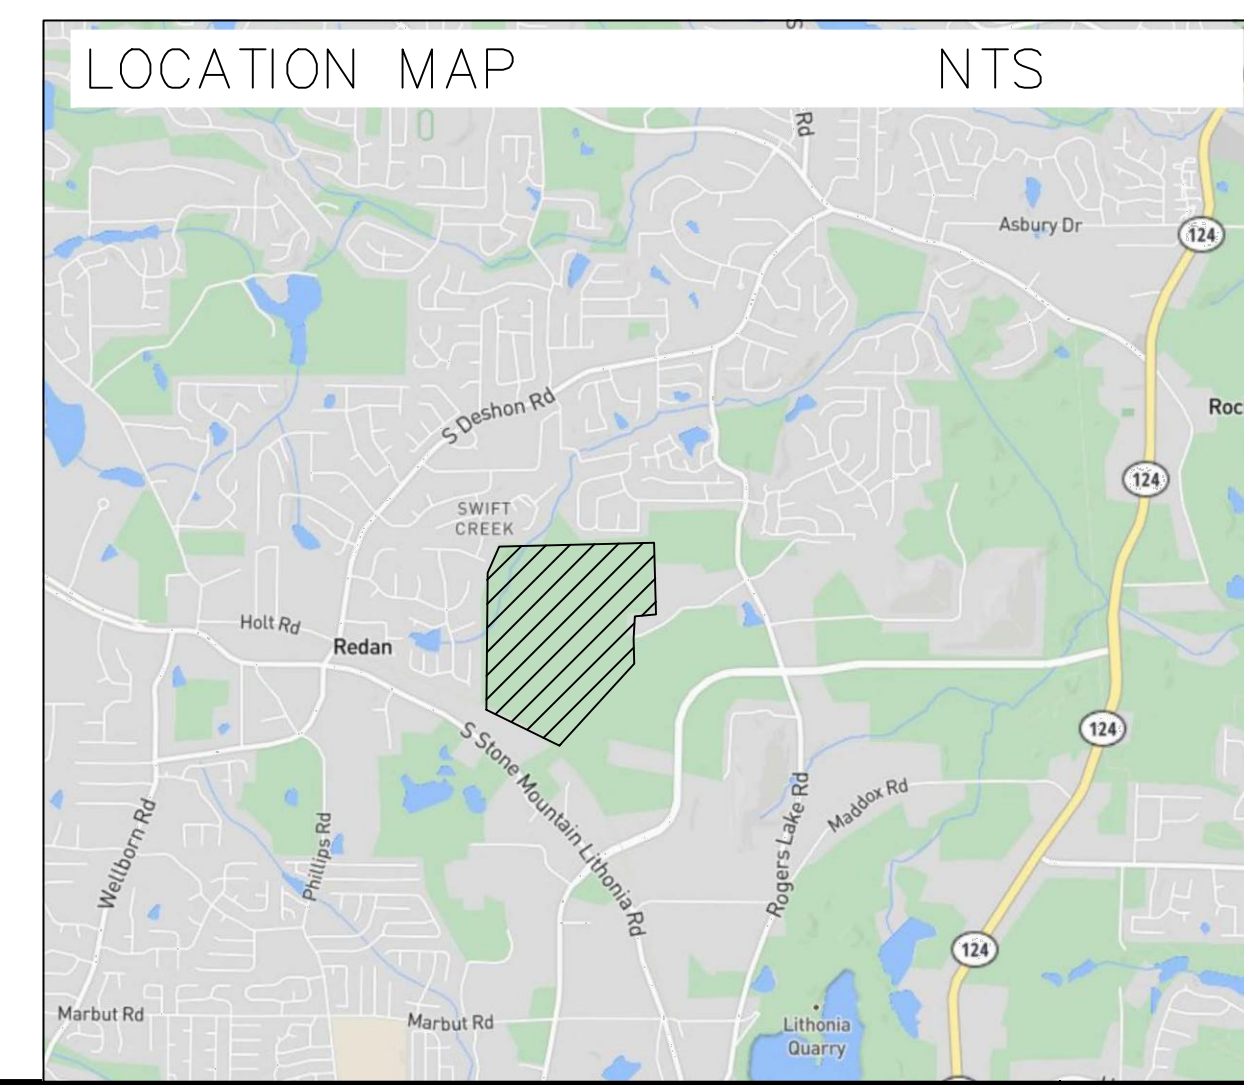 LOCATION MAP NTS
Rd
Asbury Dr
124
S Deshon Rd
Roc
124
SWIFT
CREEK
Holt Rd
Redan
124
S Stone Mountain Lithonia Rd
Maddox Rd
Rogers Lake Rd
Wellborn Rd
Phillips Rd
124
Marbut Rd
Marbut Rd
Lithonia
Quarry